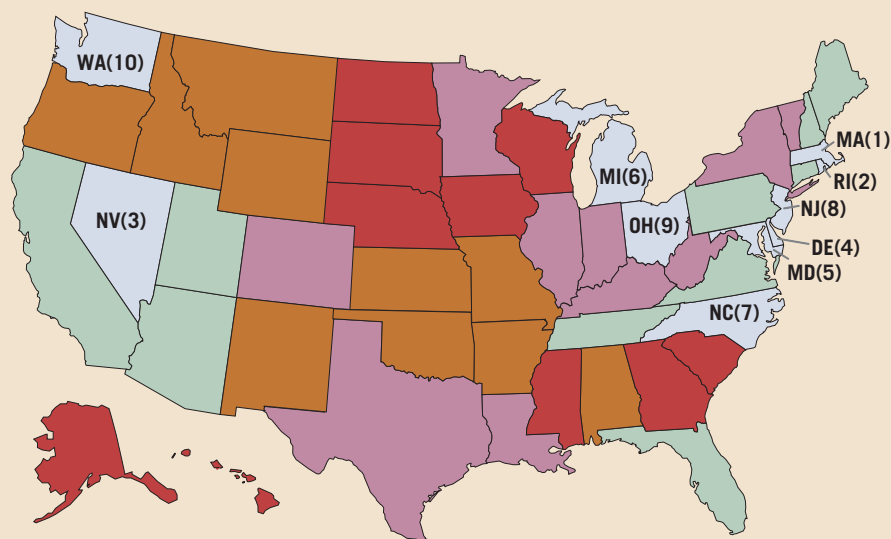 WA(10)
MA(1)
MI(6)
RI(2)
NJ(8)
NV(3)
OH(9)
DE(4)
MD(5)
NC(7)